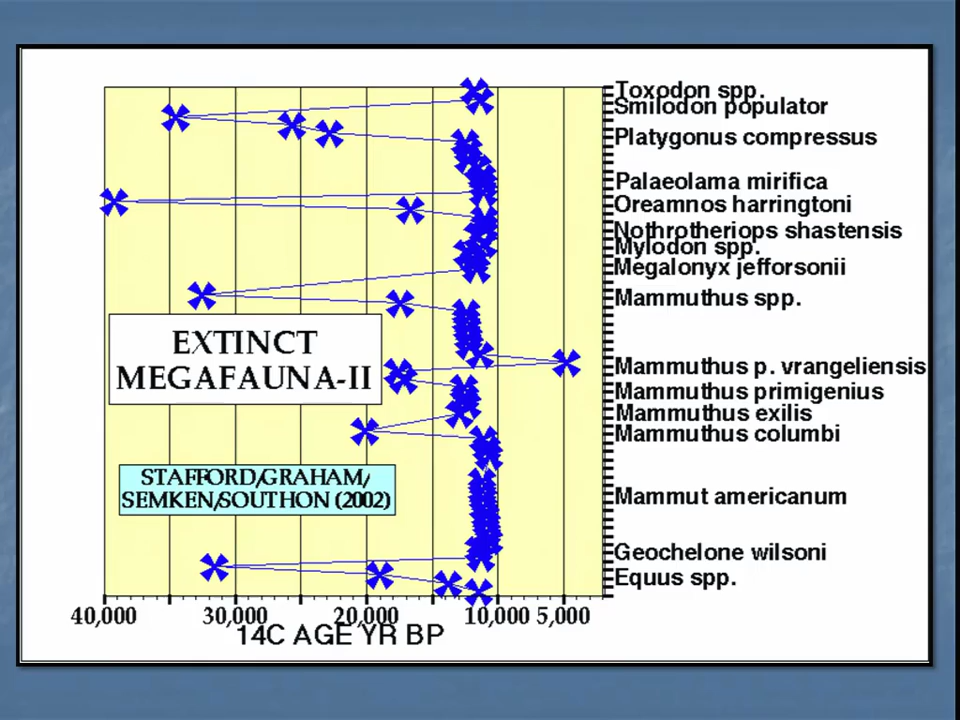 Toxodon spp.
Smilodon populator
Platygonus compressus
Palaeolama mirifica
Oreamnos harringtoni
Nothrotheriops shastensis
Mylodon spp.
Megalonyx jefforsonii
Mammuthus spp.
EXTINCT
MEGAFAUNA-II
Mammuthus p. vrangeliensis
Mammuthus primigenius
Mammuthus exilis
Mammuthus columbi
STAFFORD/GRAHAM/
SEMKEN/SOUTHON (2002)
Mammut americanum
Geochelone wilsoni
Equus spp.
40,000 30,000 20,000 10,000 5,000
14C AGE YR BP